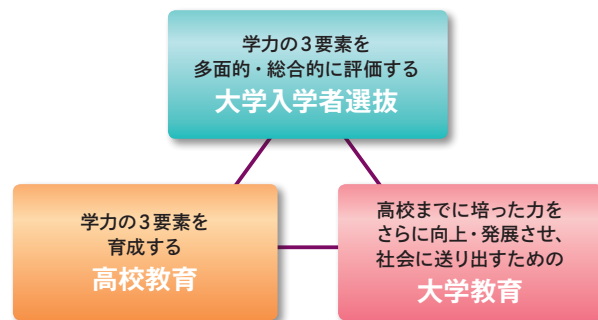 学力の3要素を
多面的・総合的に評価する
大学入学者選抜
学力の3要素を
育成する
高校教育
高校までに培った力を
さらに向上・発展させ、
社会に送り出すための
大学教育